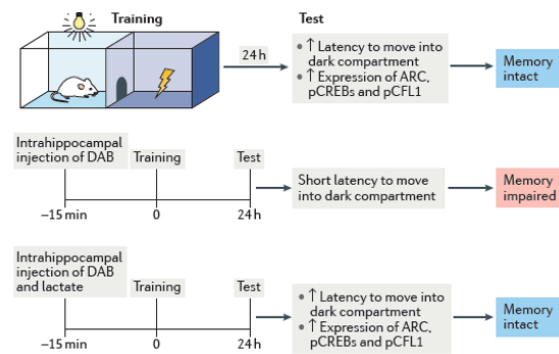 Training
Test
24 h
• ↑ Latency to move into
dark compartment
• ↑ Expression of ARC,
pCREBs and pCFL1
Memory
intact
Intrahippocampal
injection of DAB
Training
Test
–15 min
0
24 h
Short latency to move
into dark compartment
Memory
impaired
Intrahippocampal
injection of DAB
and lactate
Training
Test
–15 min
0
24 h
• ↑ Latency to move into
dark compartment
• ↑ Expression of ARC,
pCREBs and pCFL1
Memory
intact